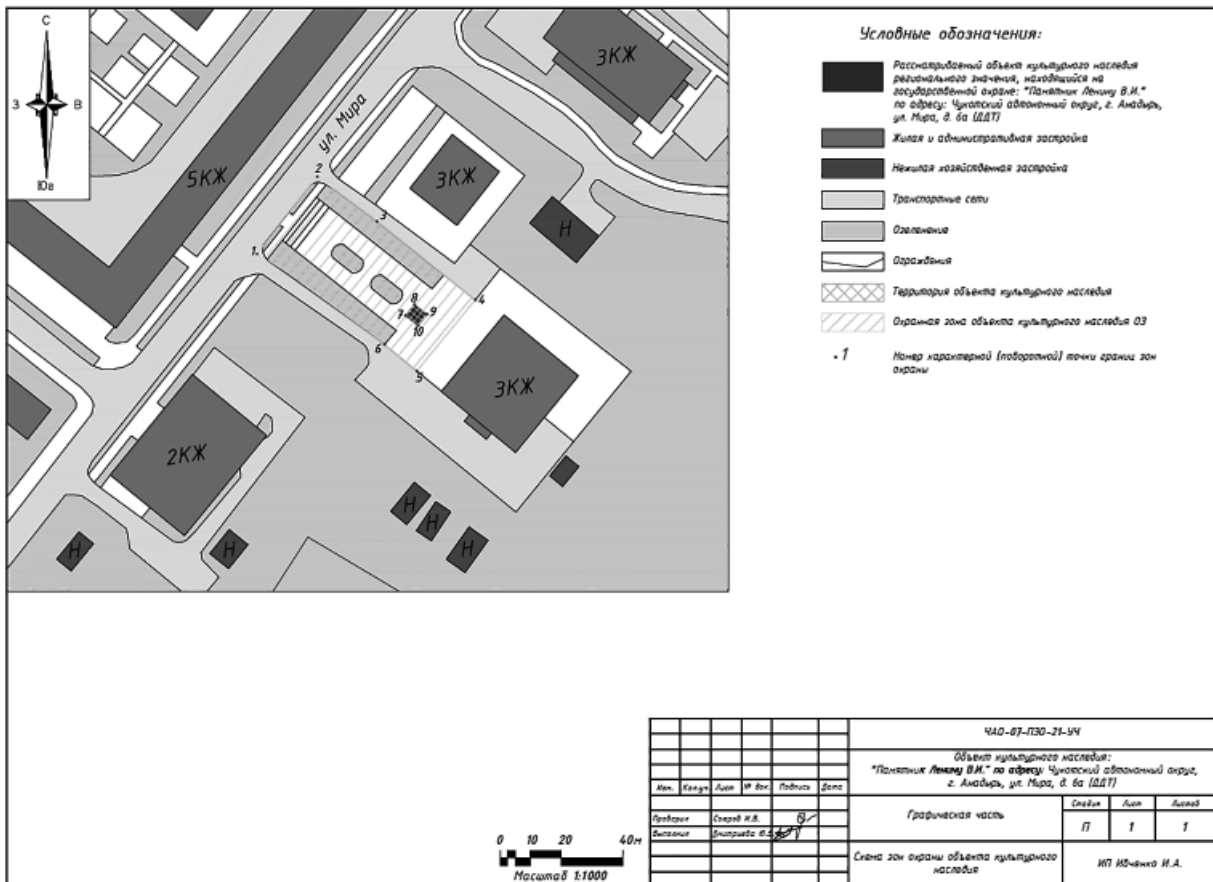 С
З
В
Юв
ул. Мира
3КЖ
5КЖ
3КЖ
Н
2
3
1.
4
8
7
9
10
6
5
3КЖ
2КЖ
Н
Н
Н
Н
Н
Условные обозначения:
Рассматриваемый объект культурного наследия
регионального значения, находящийся на
государственной охране: "Памятник Ленину В.И."
по адресу: Чукотский автономный округ, г. Анадырь,
ул. Мира, д. 6а (ДДТ)
Жилая и административная застройка
Нежилая хозяйственная застройка
Транспортные сети
Озеленение
Ограждения
Территория объекта культурного наследия
Охранная зона объекта культурного наследия ОЗ
.1
Номер характерной (поворотной) точки границ зон
охраны
0 10 20 40м
Масштаб 1:1000
ЧАО-07-ПЗО-21-УЧ
Объект культурного наследия:
"Памятник Ленину В.И." по адресу: Чукотский автономный округ,
г. Анадырь, ул. Мира, д. 6а (ДДТ)
Изм. Кол.уч Лист № док. Подпись Дата
Проверил
Выполнил
Графическая часть
Стадия Лист Листов
П 1 1
Схема зон охраны объекта культурного
наследия
ИП Ивченко И.А.